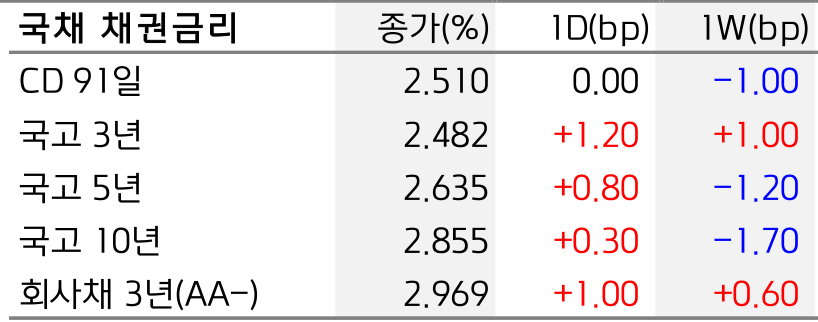 국채 채권금리 종가(%) 1D(bp) 1W(bp)
CD 91일 2.510 0.00 -1.00
국고 3년 2.482 +1.20 +1.00
국고 5년 2.635 +0.80 -1.20
국고 10년 2.855 +0.30 -1.70
회사채 3년(AA-) 2.969 +1.00 +0.60